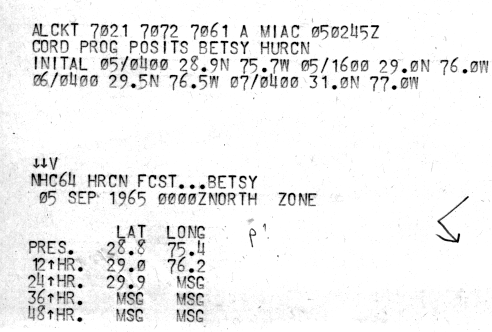 ALCKT 7021 7072 7061 A MIAC 050245Z
CORD PROG POSITS BETSY HURCN
INITAL 05/0400 28.9N 75.7W 05/1600 29.0N 76.0W
06/0400 29.5N 76.5W 07/0400 31.0N 77.0W
↓↓V
NHC64 HRCN FCST...BETSY
05 SEP 1965 0000ZNORTH ZONE
LAT LONG
PRES. 28.8 75.4
12↑HR. 29.0 76.2
24↑HR. 29.9 MSG
36↑HR. MSG MSG
48↑HR. MSG MSG